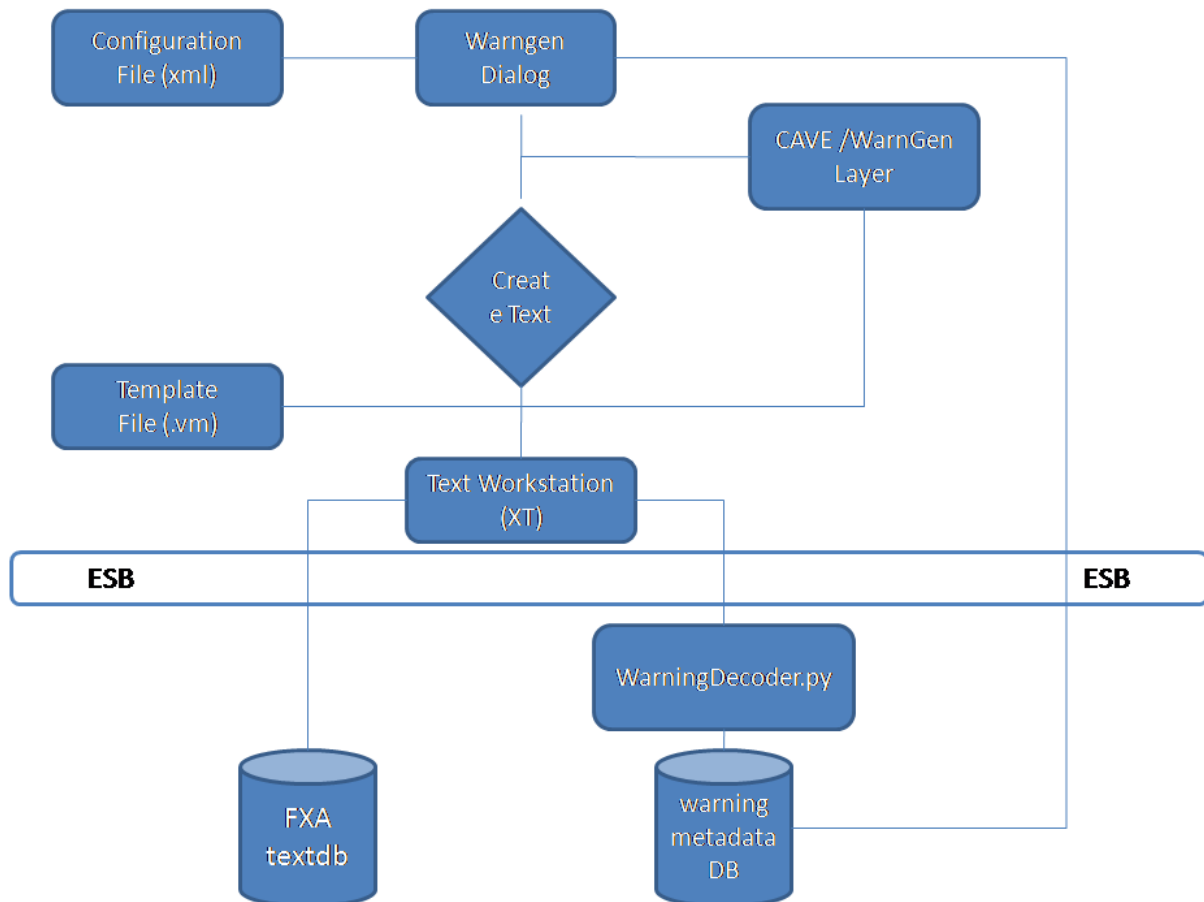 Configuration
File (xml)
Warngen
Dialog
CAVE /WarnGen
Layer
Creat
e Text
Template
File (.vm)
Text Workstation
(XT)
ESB
ESB
WarningDecoder.py
FXA
textdb
warning
metadata
DB